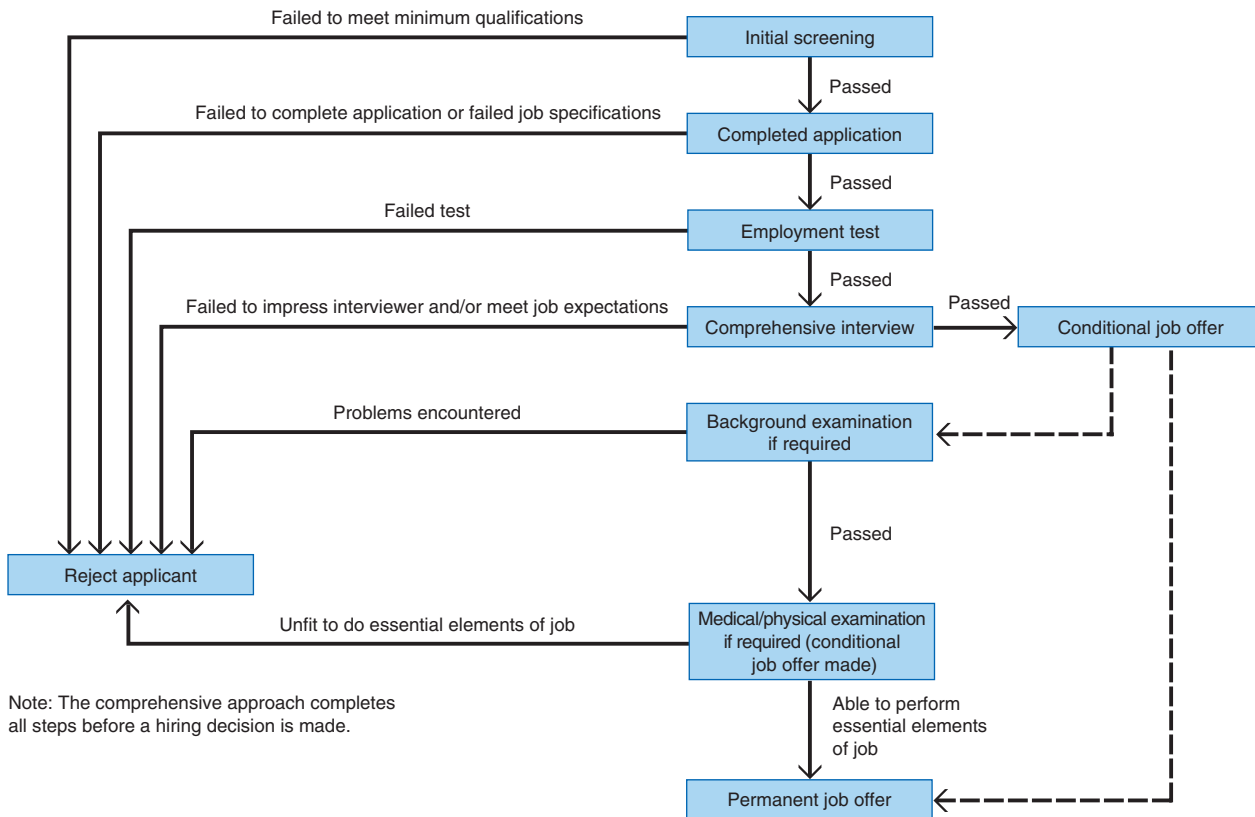 Failed to meet minimum qualifications
Initial screening
Passed
Failed to complete application or failed job specifications
Completed application
Passed
Failed test
Employment test
Passed
Failed to impress interviewer and/or meet job expectations
Comprehensive interview
Passed
Conditional job offer
Problems encountered
Background examination
if required
Passed
Reject applicant
Unfit to do essential elements of job
Medical/physical examination
if required (conditional
job offer made)
Note: The comprehensive approach completes
all steps before a hiring decision is made.
Able to perform
essential elements
of job
Permanent job offer